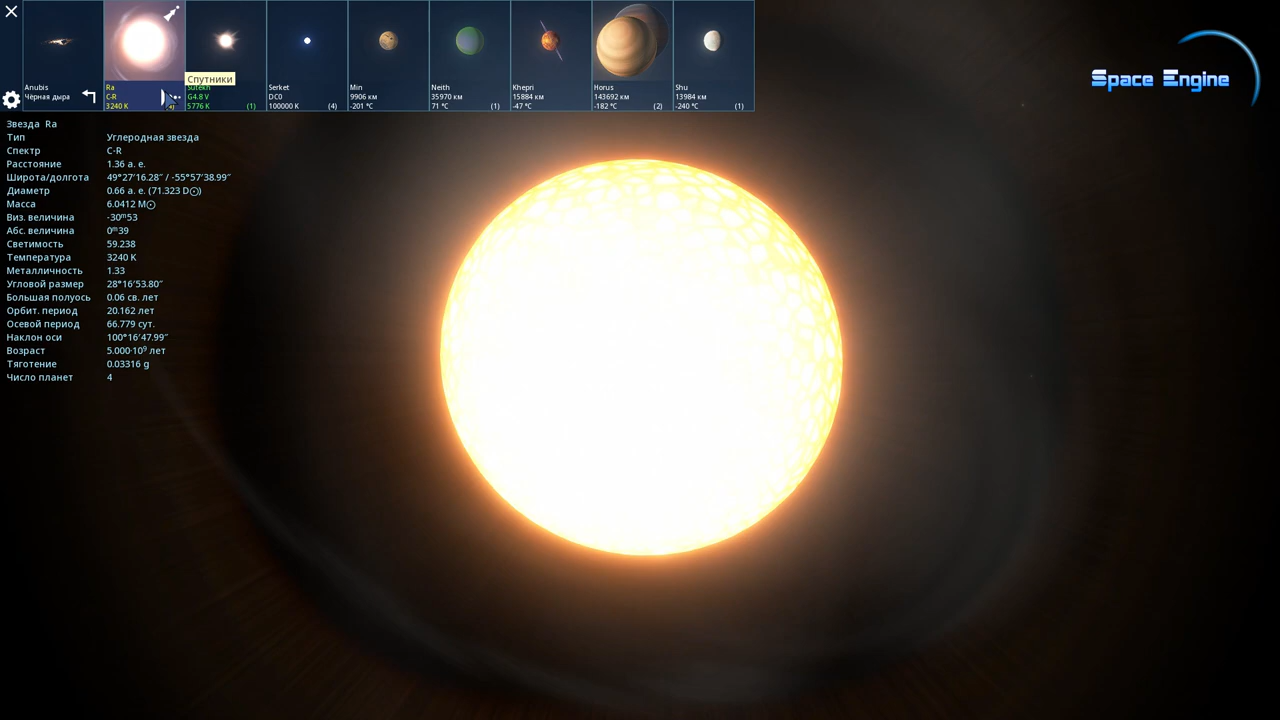 Anubis
Чёрная дыра
Ra
C-R
3240 K
(4)
Спутники
Sutekh
G4.8 V
5776 K (1)
Serket
DC0
100000 K (4)
Min
9906 км
-201 °C
Neith
35970 км
71 °C (1)
Khepri
15884 км
-47 °C
Horus
143692 км
-182 °C (2)
Shu
13984 км
-240 °C (1)
Space Engine
Звезда Ra
Тип Углеродная звезда
Спектр C-R
Расстояние 1.36 а. е.
Широта/долгота 49°27′16.28″ / -55°57′38.99″
Диаметр 0.66 а. е. (71.323 D☉)
Масса 6.0412 M☉
Виз. величина -30ᵐ53
Абс. величина 0ᵐ39
Светимость 59.238
Температура 3240 K
Металличность 1.33
Угловой размер 28°16′53.80″
Большая полуось 0.06 св. лет
Орбит. период 20.162 лет
Осевой период 66.779 сут.
Наклон оси 100°16′47.99″
Возраст 5.000·10⁹ лет
Тяготение 0.03316 g
Число планет 4